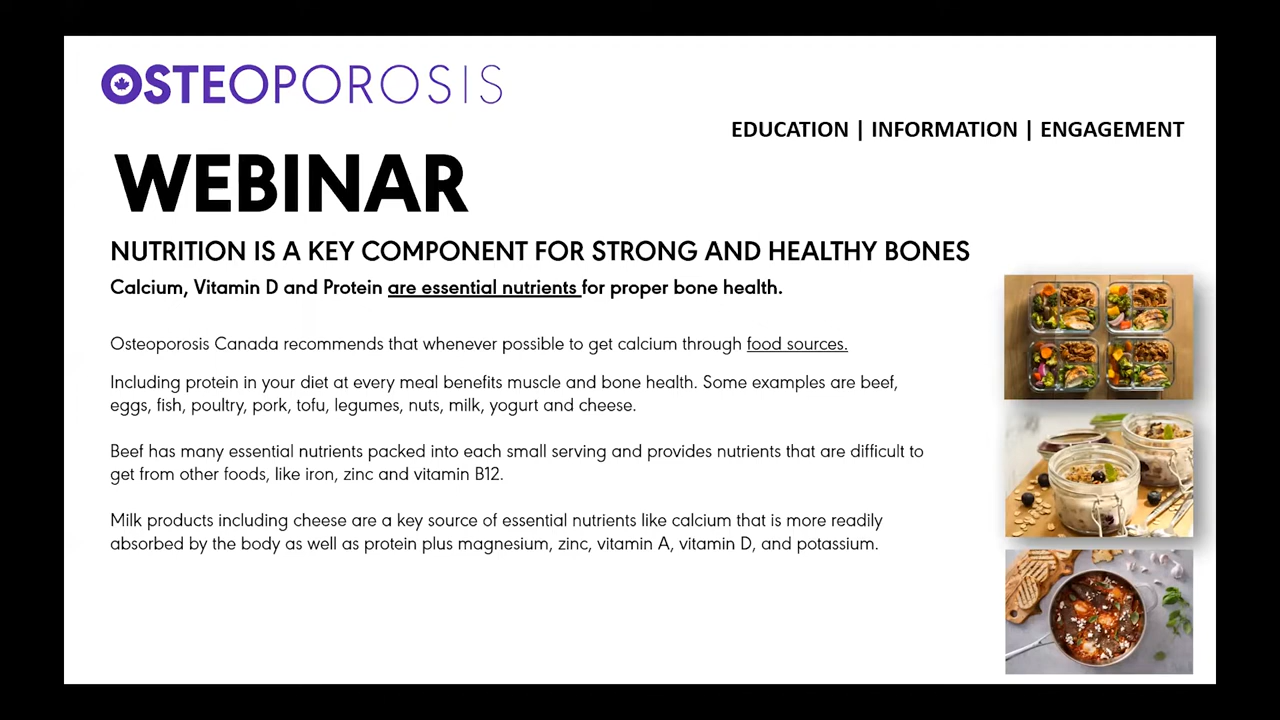 OSTEOPOROSIS
EDUCATION | INFORMATION | ENGAGEMENT
WEBINAR
NUTRITION IS A KEY COMPONENT FOR STRONG AND HEALTHY BONES
Calcium, Vitamin D and Protein are essential nutrients for proper bone health.
Osteoporosis Canada recommends that whenever possible to get calcium through food sources.
Including protein in your diet at every meal benefits muscle and bone health. Some examples are beef,
eggs, fish, poultry, pork, tofu, legumes, nuts, milk, yogurt and cheese.
Beef has many essential nutrients packed into each small serving and provides nutrients that are difficult to
get from other foods, like iron, zinc and vitamin B12.
Milk products including cheese are a key source of essential nutrients like calcium that is more readily
absorbed by the body as well as protein plus magnesium, zinc, vitamin A, vitamin D, and potassium.